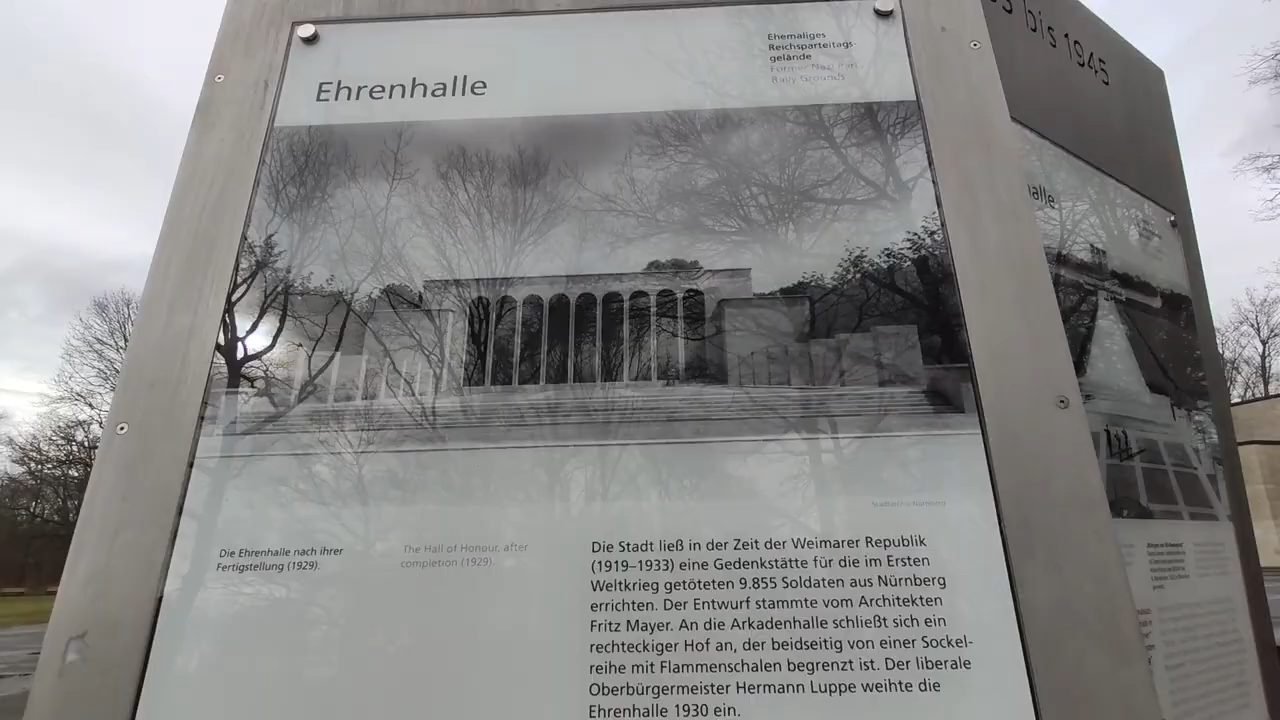 s bis 1945
Ehrenhalle
Ehemaliges
Reichsparteitags-
gelände
Former Nazi Party
Rally Grounds
alle
Stadtarchiv Nürnberg
Die Ehrenhalle nach ihrer
Fertigstellung (1929).
The Hall of Honour, after
completion (1929).
Die Stadt ließ in der Zeit der Weimarer Republik
(1919–1933) eine Gedenkstätte für die im Ersten
Weltkrieg getöteten 9.855 Soldaten aus Nürnberg
errichten. Der Entwurf stammte vom Architekten
Fritz Mayer. An die Arkadenhalle schließt sich ein
rechteckiger Hof an, der beidseitig von einer Sockel-
reihe mit Flammenschalen begrenzt ist. Der liberale
Oberbürgermeister Hermann Luppe weihte die
Ehrenhalle 1930 ein.